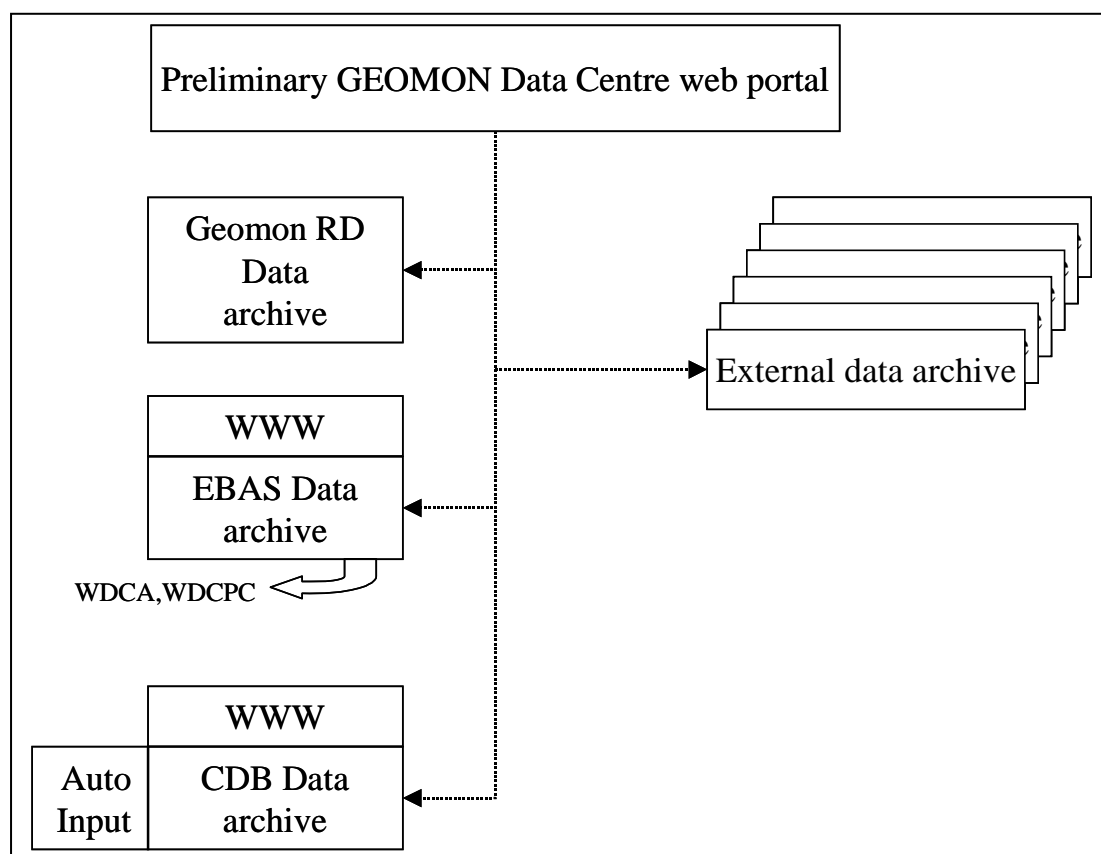 Preliminary GEOMON Data Centre web portal
Geomon RD
Data
archive
External data archive
WWW
EBAS Data
archive
WDCA,WDCPC
WWW
Auto
Input
CDB Data
archive